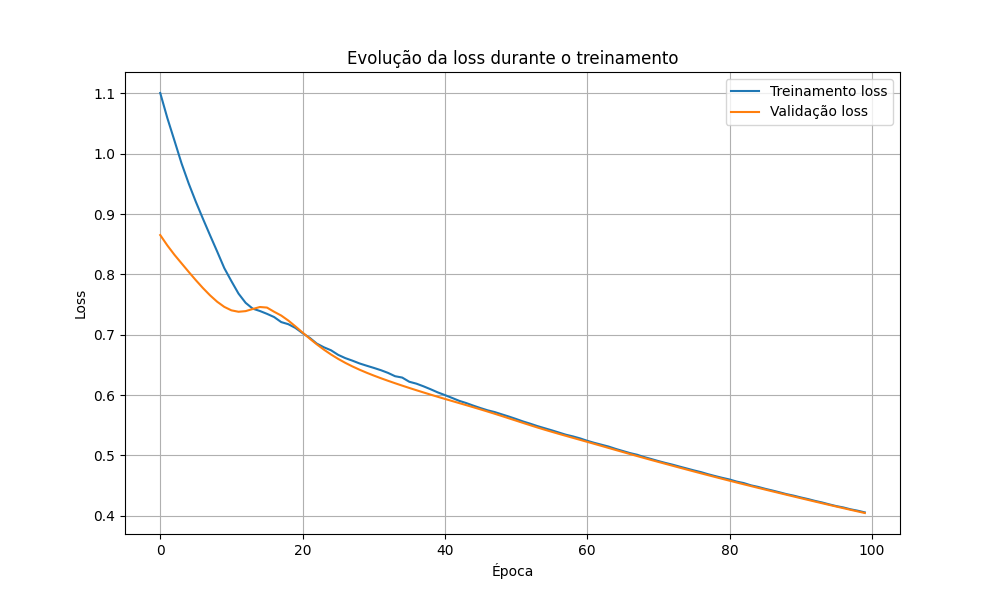 Evolução da loss durante o treinamento
Treinamento loss
Validação loss
Loss
1.1
1.0
0.9
0.8
0.7
0.6
0.5
0.4
0 20 40 60 80 100
Época